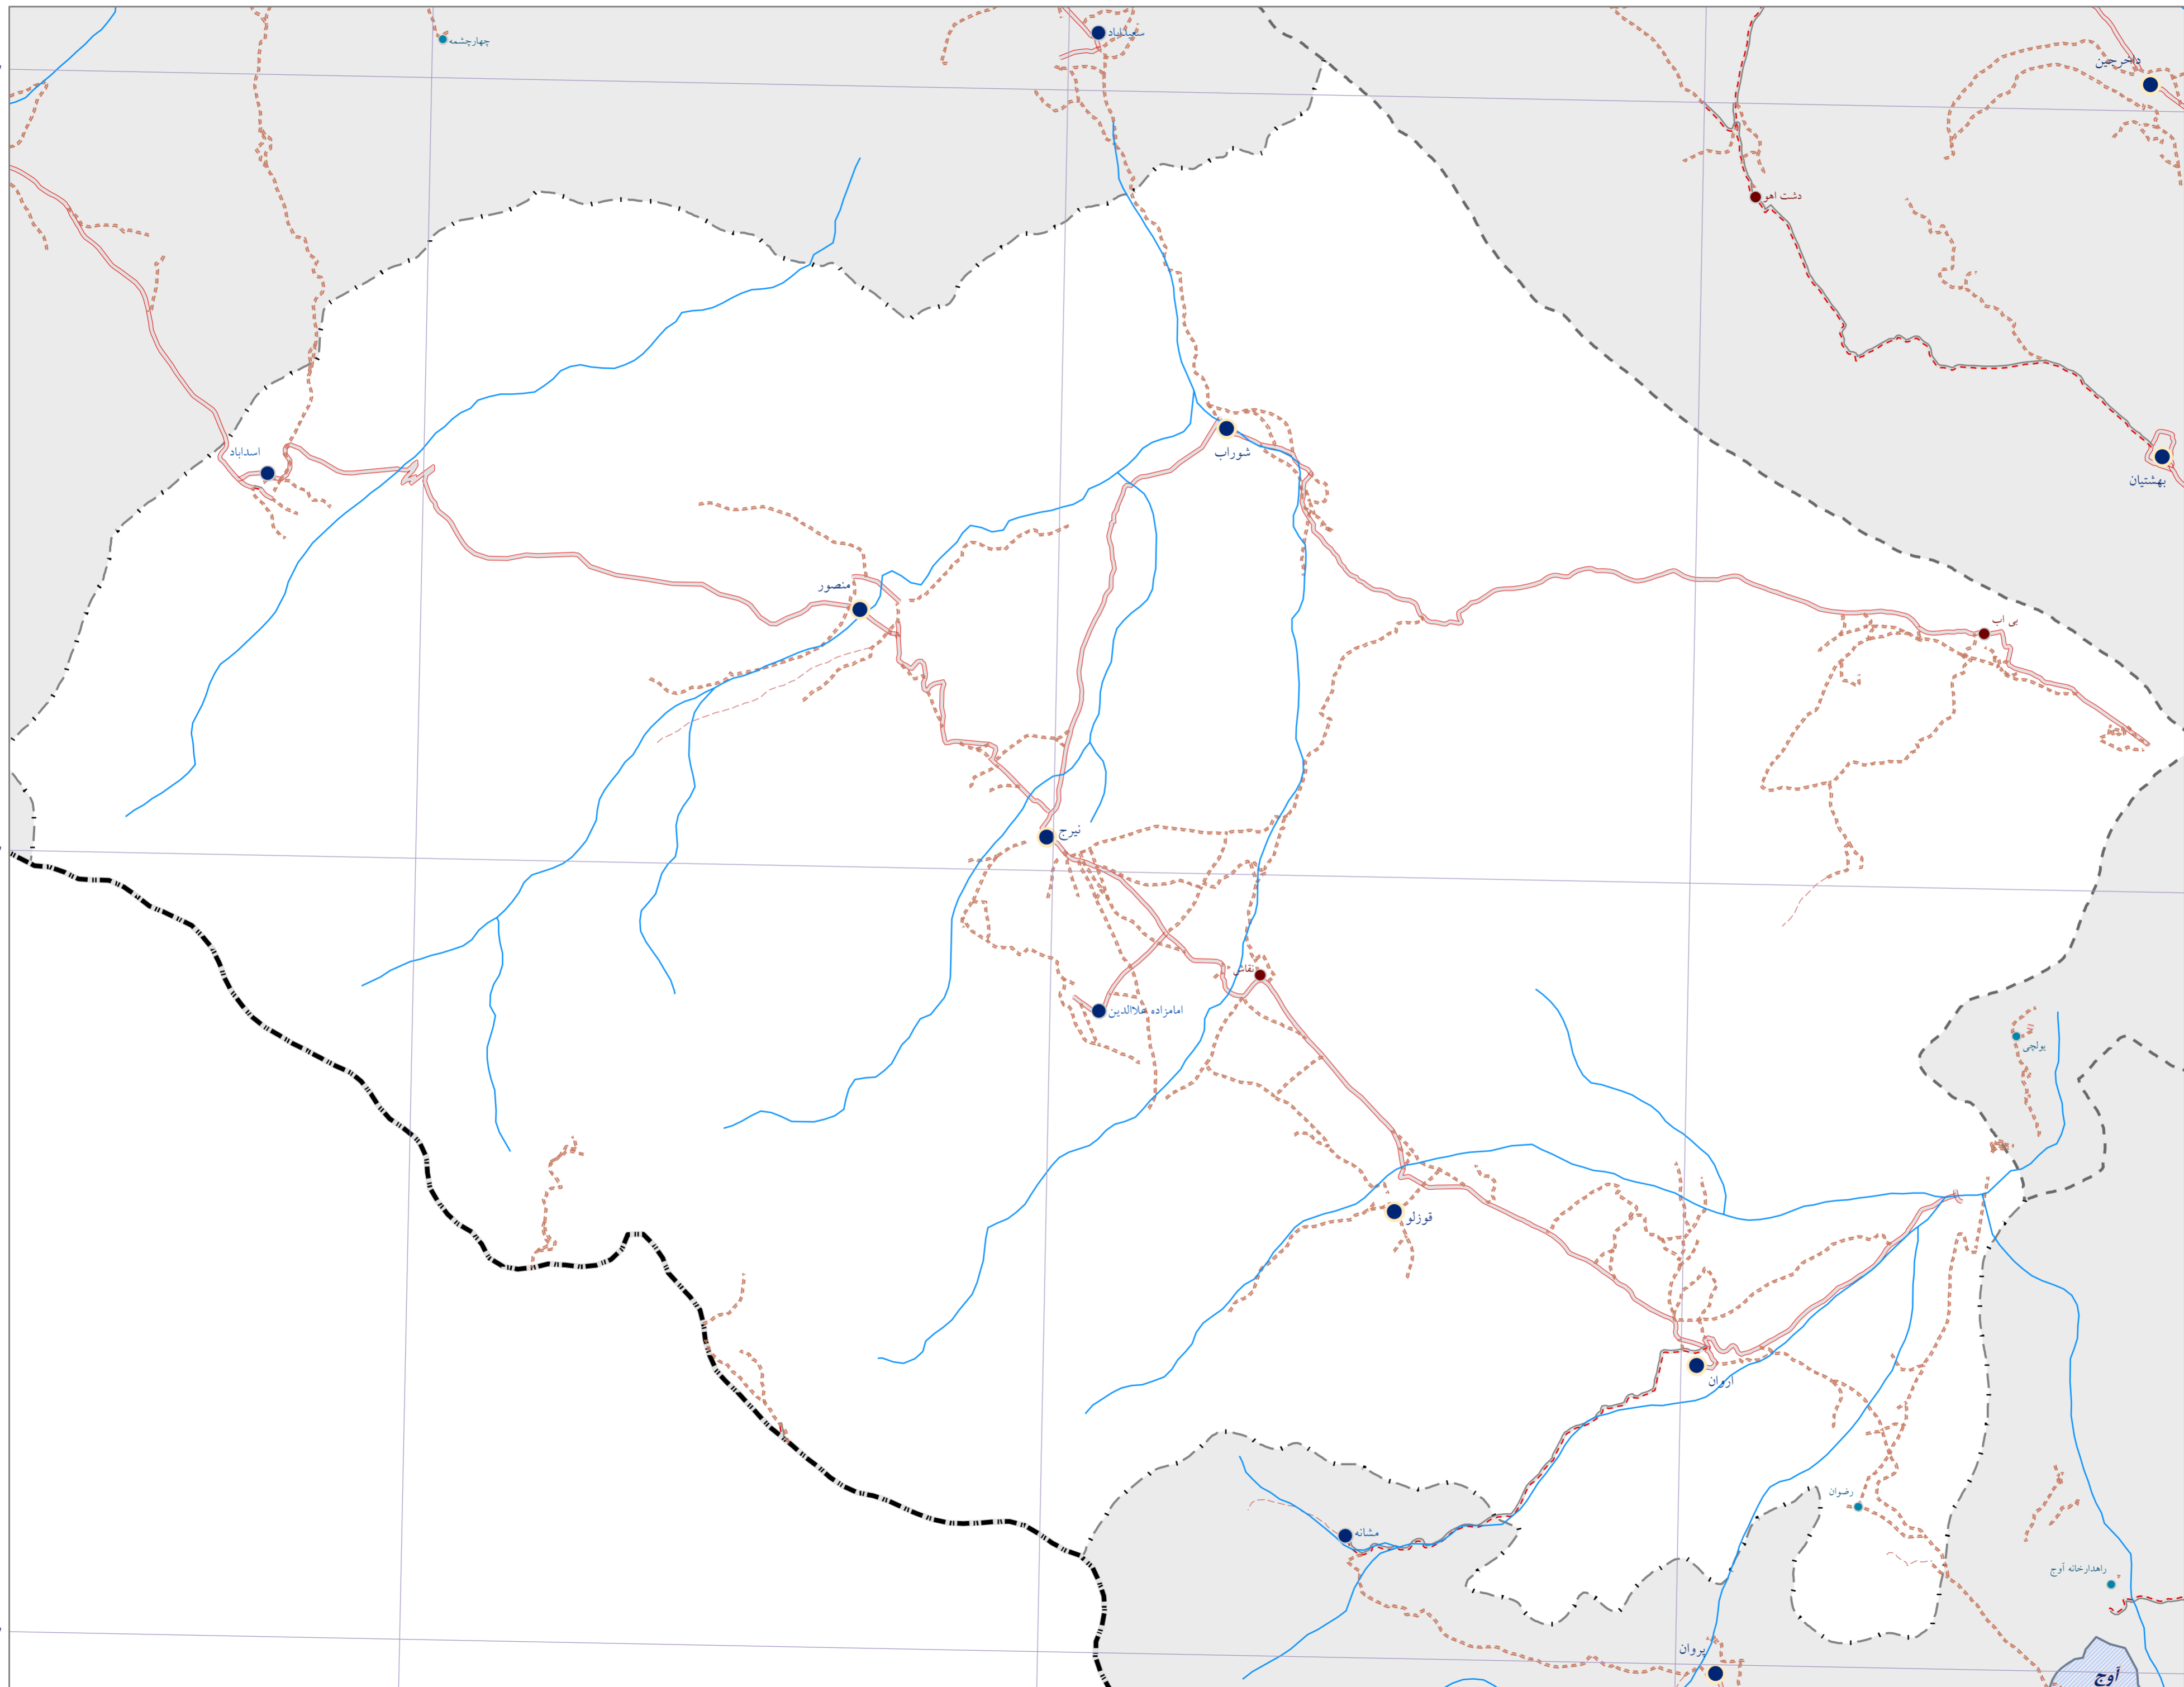 سعیداباد
چهارچشمه
داخرجین
دشت اهو
شوراب
اسداباد
بهشتیان
منصور
بی اب
نیرج
نقاش
امامزاده علاالدین
یولچی
قوزلو
اروان
رضوان
مشانه
راهدارخانه آوج
پروان
آوج